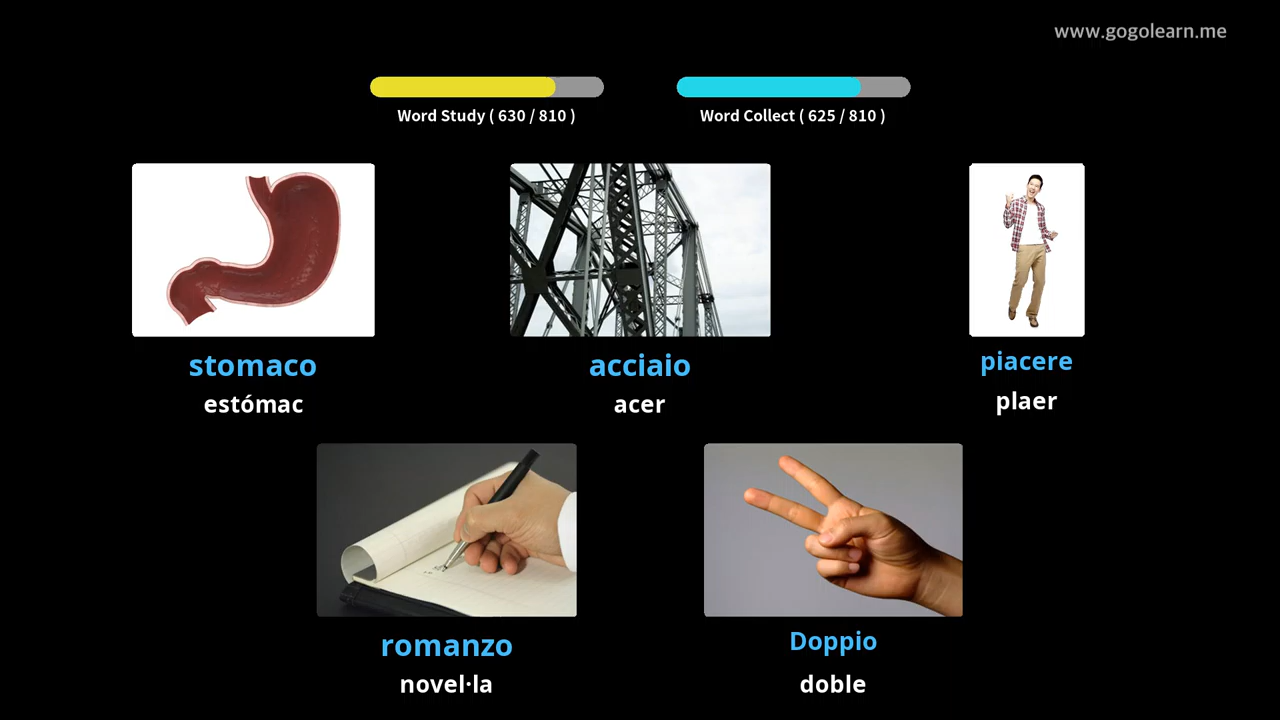 www.gogolearn.me
Word Study ( 630 / 810 )
Word Collect ( 625 / 810 )
stomaco
estómac
acciaio
acer
piacere
plaer
romanzo
novel·la
Doppio
doble